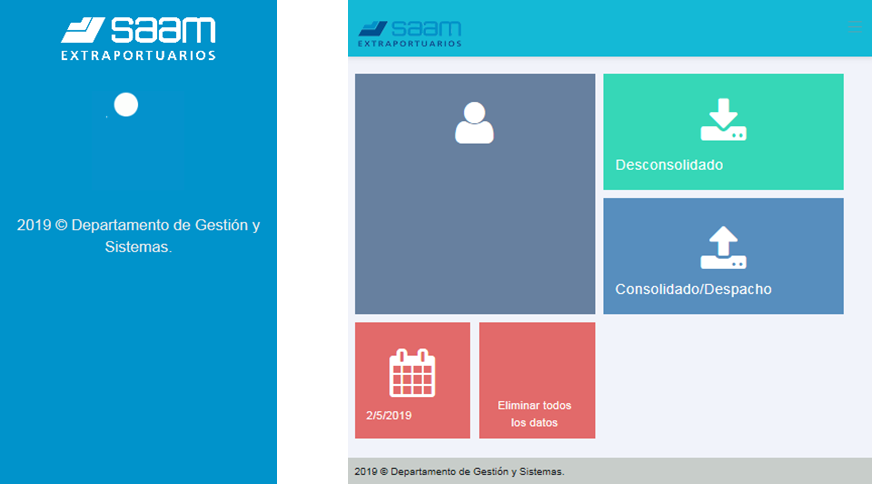 saam
EXTRAPORTUARIOS
2019 © Departamento de Gestión y
Sistemas.
saam
EXTRAPORTUARIOS
Desconsolidado
Consolidado/Despacho
2/5/2019
Eliminar todos
los datos
2019 © Departamento de Gestión y Sistemas.